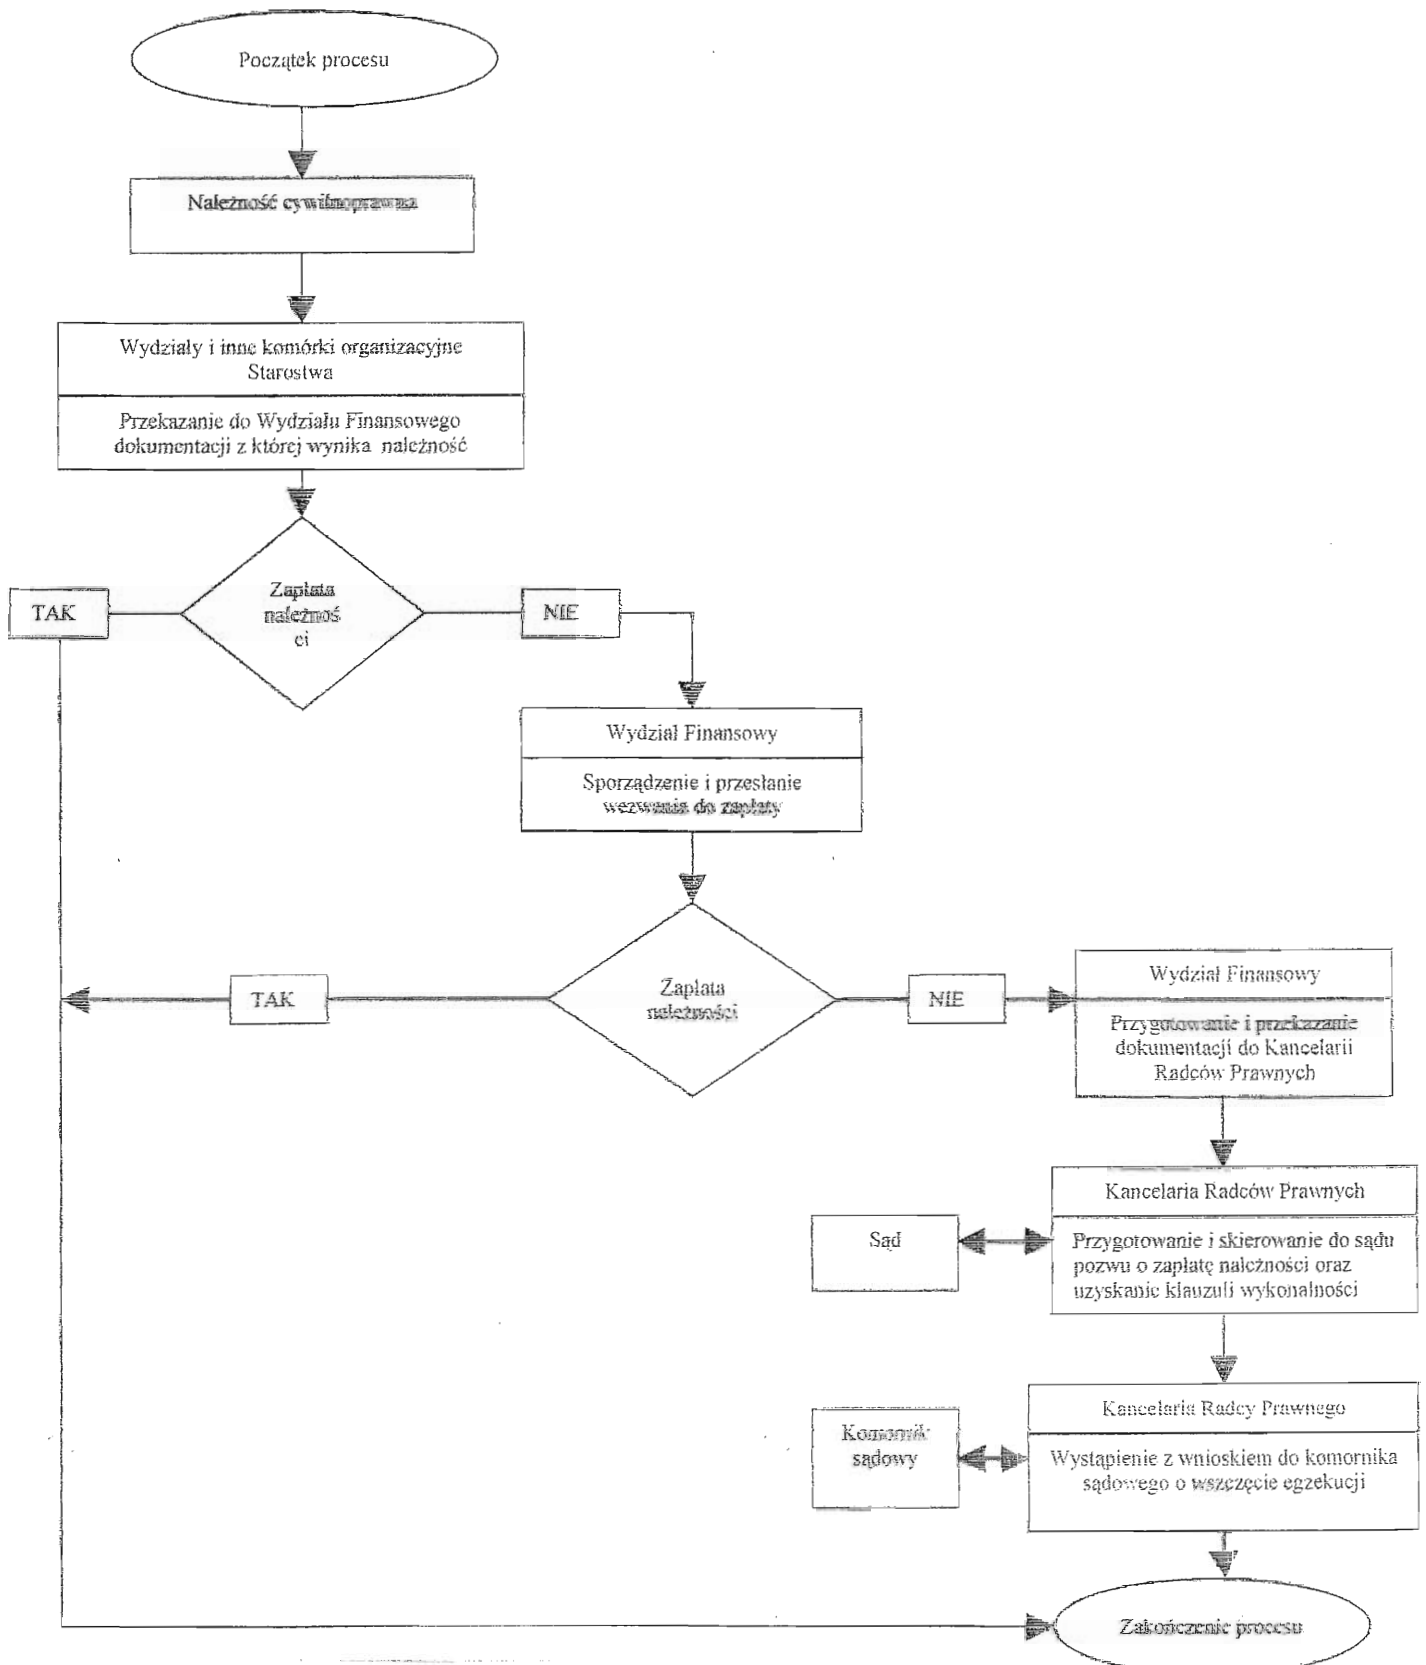 Początek procesu
Należność cywilnoprawna
Wydziały i inne komórki organizacyjne
Starostwa
Przekazanie do Wydziału Finansowego
dokumentacji z której wynika należność
Zapłata
należnoś
ci
TAK
NIE
Wydział Finansowy
Sporządzenie i przesłanie
wezwania do zapłaty
Zapłata
należności
TAK
NIE
Wydział Finansowy
Przygotowanie i przekazanie
dokumentacji do Kancelarii
Radców Prawnych
Kancelaria Radców Prawnych
Przygotowanie i skierowanie do sądu
pozwu o zapłatę należności oraz
uzyskanie klauzuli wykonalności
Sąd
Kancelaria Radcy Prawnego
Wystąpienie z wnioskiem do komornika
sądowego o wszczęcie egzekucji
Komornik
sądowy
Zakończenie procesu